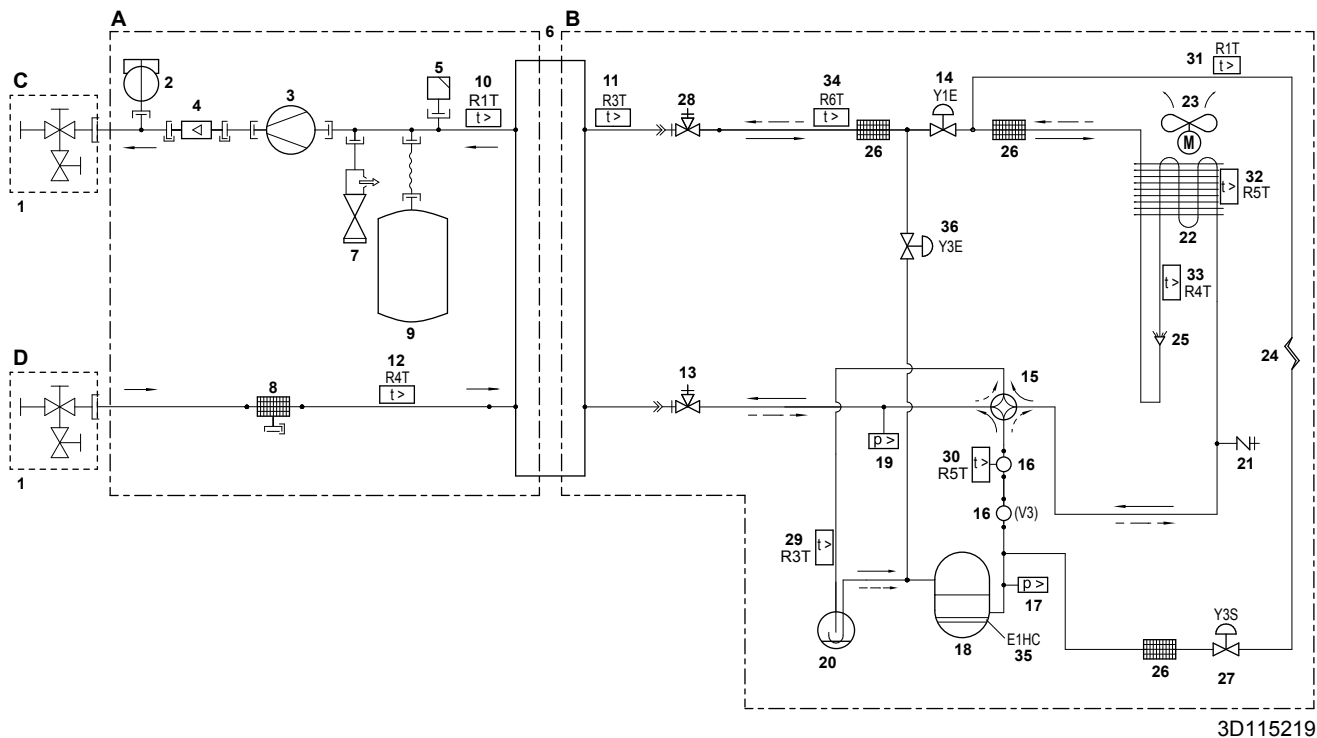 A
6
B
C
2
4
3
5
10
R1T
t >
11
R3T
t >
28
34
R6T
t >
14
Y1E
31
R1T
t >
23
M
26
26
1
7
9
36
Y3E
32
R5T
t >
22
33
R4T
t >
25
24
D
8
12
R4T
t >
13
15
p >
19
30
R5T
t >
16
16
(V3)
21
1
29
R3T
t >
p >
17
Y3S
20
18
E1HC
35
26
27
3D115219